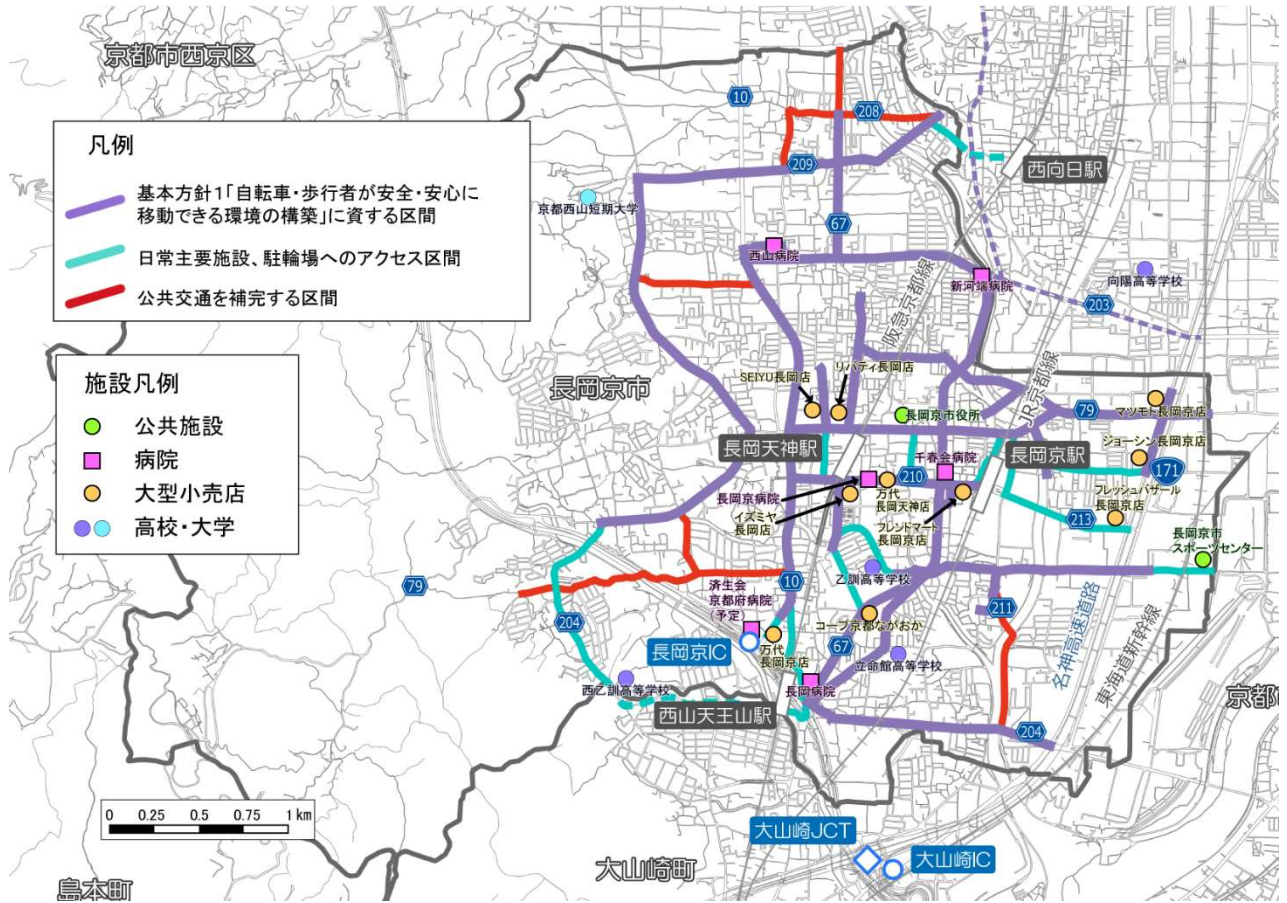 京都市西京区
凡例
基本方針1「自転車・歩行者が安全・安心に
移動できる環境の構築」に資する区間
日常主要施設、駐輪場へのアクセス区間
公共交通を補完する区間
施設凡例
公共施設
病院
大型小売店
高校・大学
10
208
209
西向日駅
京都西山短期大学
67
西山病院
新河端病院
向陽高等学校
203
阪急京都線
長岡京市
SEIYU長岡店
リバティ長岡店
長岡京市役所
JR京都線
79
マツモト長岡京店
長岡天神駅
千春会病院
長岡京駅
ジョーシン長岡京店
171
長岡京病院
210
万代
長岡天神店
イズミヤ
長岡店
フレンドマート
長岡京店
フレッシュバザール
長岡京店
213
長岡京市
スポーツセンター
乙訓高等学校
79
済生会
京都府病院
(予定)
10
204
211
名神高速道路
東海道新幹線
コープ京都ながおか
長岡京IC
万代
長岡京店
67
立命館高等学校
西乙訓高等学校
長岡病院
西山天王山駅
204
京都市
0 0.25 0.5 0.75 1 km
大山崎JCT
大山崎IC
大山崎町
島本町